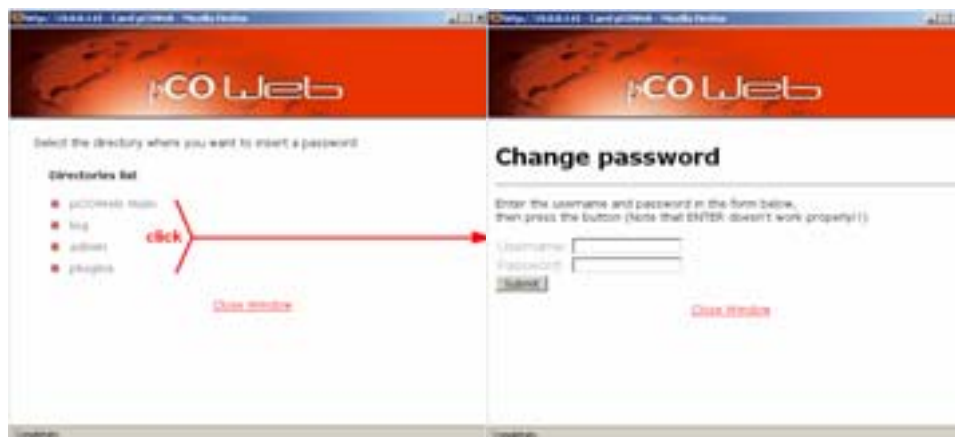 pCO Web
Select the directory where you want to insert a password
Directories list
pCOWeb Main
log
admin
plugins
click
Close Window
pCO Web
Change password
Enter the username and password in the form below,
then press the button (Note that ENTER doesn't work properly!!)
Username:
Password:
Submit
Close Window